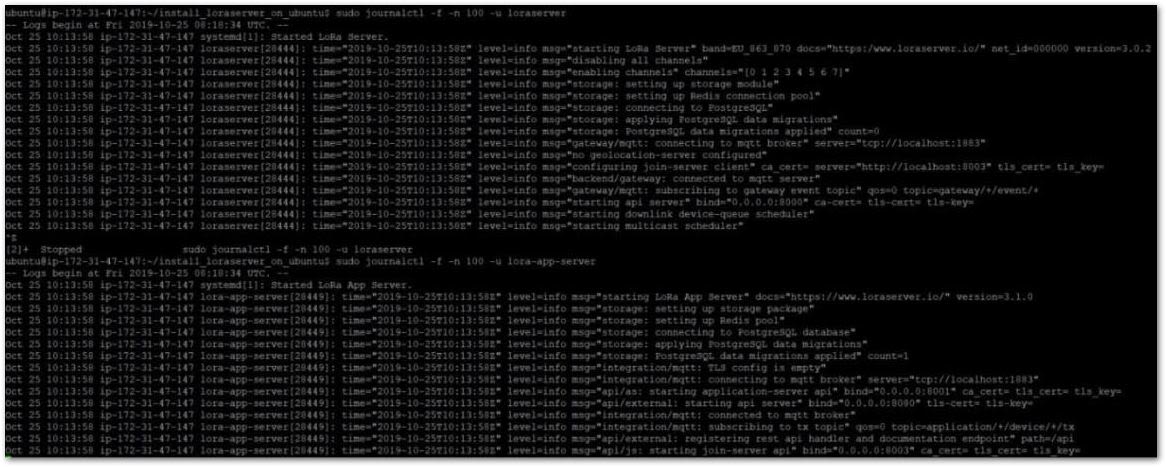 ubuntu@ip-172-31-47-147:~/install_loraserver_on_ubuntu$ sudo journalctl -f -n 100 -u loraserver
-- Logs begin at Fri 2019-10-25 08:18:34 UTC. --
Oct 25 10:13:58 ip-172-31-47-147 systemd[1]: Started LoRa Server.
Oct 25 10:13:58 ip-172-31-47-147 loraserver[28444]: time="2019-10-25T10:13:58Z" level=info msg="starting LoRa Server" band=EU_863_870 docs="https:/www.loraserver.io/" net_id=000000 version=3.0.2
Oct 25 10:13:58 ip-172-31-47-147 loraserver[28444]: time="2019-10-25T10:13:58Z" level=info msg="disabling all channels"
Oct 25 10:13:58 ip-172-31-47-147 loraserver[28444]: time="2019-10-25T10:13:58Z" level=info msg="enabling channels" channels="[0 1 2 3 4 5 6 7]"
Oct 25 10:13:58 ip-172-31-47-147 loraserver[28444]: time="2019-10-25T10:13:58Z" level=info msg="storage: setting up storage module"
Oct 25 10:13:58 ip-172-31-47-147 loraserver[28444]: time="2019-10-25T10:13:58Z" level=info msg="storage: setting up Redis connection pool"
Oct 25 10:13:58 ip-172-31-47-147 loraserver[28444]: time="2019-10-25T10:13:58Z" level=info msg="storage: connecting to PostgreSQL"
Oct 25 10:13:58 ip-172-31-47-147 loraserver[28444]: time="2019-10-25T10:13:58Z" level=info msg="storage: applying PostgreSQL data migrations"
Oct 25 10:13:58 ip-172-31-47-147 loraserver[28444]: time="2019-10-25T10:13:58Z" level=info msg="storage: PostgreSQL data migrations applied" count=0
Oct 25 10:13:58 ip-172-31-47-147 loraserver[28444]: time="2019-10-25T10:13:58Z" level=info msg="gateway/mqtt: connecting to mqtt broker" server="tcp://localhost:1883"
Oct 25 10:13:58 ip-172-31-47-147 loraserver[28444]: time="2019-10-25T10:13:58Z" level=info msg="no geolocation-server configured"
Oct 25 10:13:58 ip-172-31-47-147 loraserver[28444]: time="2019-10-25T10:13:58Z" level=info msg="configuring join-server client" ca_cert= server="http://localhost:8003" tls_cert= tls_key=
Oct 25 10:13:58 ip-172-31-47-147 loraserver[28444]: time="2019-10-25T10:13:58Z" level=info msg="backend/gateway: connected to mqtt server"
Oct 25 10:13:58 ip-172-31-47-147 loraserver[28444]: time="2019-10-25T10:13:58Z" level=info msg="gateway/mqtt: subscribing to gateway event topic" qos=0 topic=gateway/+/event/+
Oct 25 10:13:58 ip-172-31-47-147 loraserver[28444]: time="2019-10-25T10:13:58Z" level=info msg="starting api server" bind="0.0.0.0:8000" ca-cert= tls-cert= tls-key=
Oct 25 10:13:58 ip-172-31-47-147 loraserver[28444]: time="2019-10-25T10:13:58Z" level=info msg="starting downlink device-queue scheduler"
Oct 25 10:13:58 ip-172-31-47-147 loraserver[28444]: time="2019-10-25T10:13:58Z" level=info msg="starting multicast scheduler"
^Z
[2]+  Stopped                 sudo journalctl -f -n 100 -u loraserver
ubuntu@ip-172-31-47-147:~/install_loraserver_on_ubuntu$ sudo journalctl -f -n 100 -u lora-app-server
-- Logs begin at Fri 2019-10-25 08:18:34 UTC. --
Oct 25 10:13:58 ip-172-31-47-147 systemd[1]: Started LoRa App Server.
Oct 25 10:13:58 ip-172-31-47-147 lora-app-server[28449]: time="2019-10-25T10:13:58Z" level=info msg="starting LoRa App Server" docs="https://www.loraserver.io/" version=3.1.0
Oct 25 10:13:58 ip-172-31-47-147 lora-app-server[28449]: time="2019-10-25T10:13:58Z" level=info msg="storage: setting up storage package"
Oct 25 10:13:58 ip-172-31-47-147 lora-app-server[28449]: time="2019-10-25T10:13:58Z" level=info msg="storage: setting up Redis pool"
Oct 25 10:13:58 ip-172-31-47-147 lora-app-server[28449]: time="2019-10-25T10:13:58Z" level=info msg="storage: connecting to PostgreSQL database"
Oct 25 10:13:58 ip-172-31-47-147 lora-app-server[28449]: time="2019-10-25T10:13:58Z" level=info msg="storage: applying PostgreSQL data migrations"
Oct 25 10:13:58 ip-172-31-47-147 lora-app-server[28449]: time="2019-10-25T10:13:58Z" level=info msg="storage: PostgreSQL data migrations applied" count=1
Oct 25 10:13:58 ip-172-31-47-147 lora-app-server[28449]: time="2019-10-25T10:13:58Z" level=info msg="integration/mqtt: TLS config is empty"
Oct 25 10:13:58 ip-172-31-47-147 lora-app-server[28449]: time="2019-10-25T10:13:58Z" level=info msg="integration/mqtt: connecting to mqtt broker" server="tcp://localhost:1883"
Oct 25 10:13:58 ip-172-31-47-147 lora-app-server[28449]: time="2019-10-25T10:13:58Z" level=info msg="api/as: starting application-server api" bind="0.0.0.0:8001" ca_cert= tls_cert= tls_key=
Oct 25 10:13:58 ip-172-31-47-147 lora-app-server[28449]: time="2019-10-25T10:13:58Z" level=info msg="api/external: starting api server" bind="0.0.0.0:8080" tls-cert= tls-key=
Oct 25 10:13:58 ip-172-31-47-147 lora-app-server[28449]: time="2019-10-25T10:13:58Z" level=info msg="integration/mqtt: connected to mqtt broker"
Oct 25 10:13:58 ip-172-31-47-147 lora-app-server[28449]: time="2019-10-25T10:13:58Z" level=info msg="integration/mqtt: subscribing to tx topic" qos=0 topic=application/+/device/+/tx
Oct 25 10:13:58 ip-172-31-47-147 lora-app-server[28449]: time="2019-10-25T10:13:58Z" level=info msg="api/external: registering rest api handler and documentation endpoint" path=/api
Oct 25 10:13:58 ip-172-31-47-147 lora-app-server[28449]: time="2019-10-25T10:13:58Z" level=info msg="api/js: starting join-server api" bind="0.0.0.0:8003" ca_cert= tls_cert= tls_key=